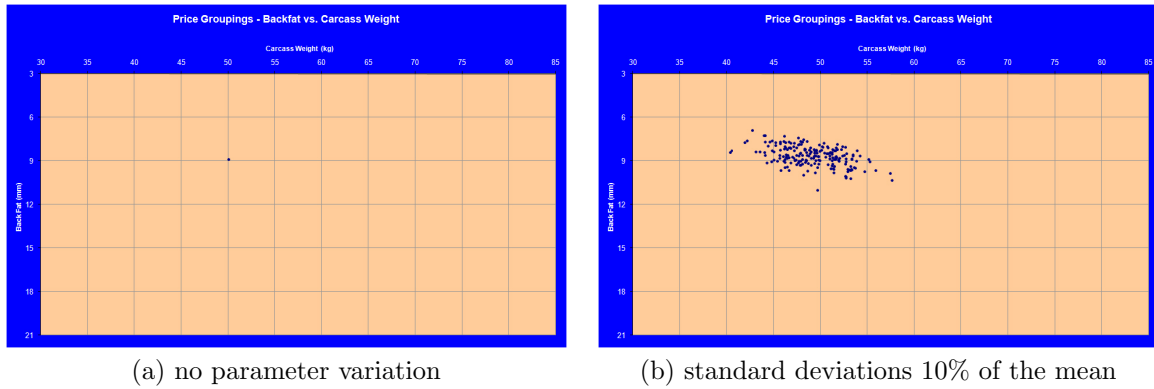 Price Groupings - Backfat vs. Carcass Weight
Carcass Weight (kg)
30 35 40 45 50 55 60 65 70 75 80 85
3
6
9
12
15
18
21
Back Fat (mm)
(a) no parameter variation
Price Groupings - Backfat vs. Carcass Weight
Carcass Weight (kg)
30 35 40 45 50 55 60 65 70 75 80 85
3
6
9
12
15
18
21
Back Fat (mm)
(b) standard deviations 10% of the mean